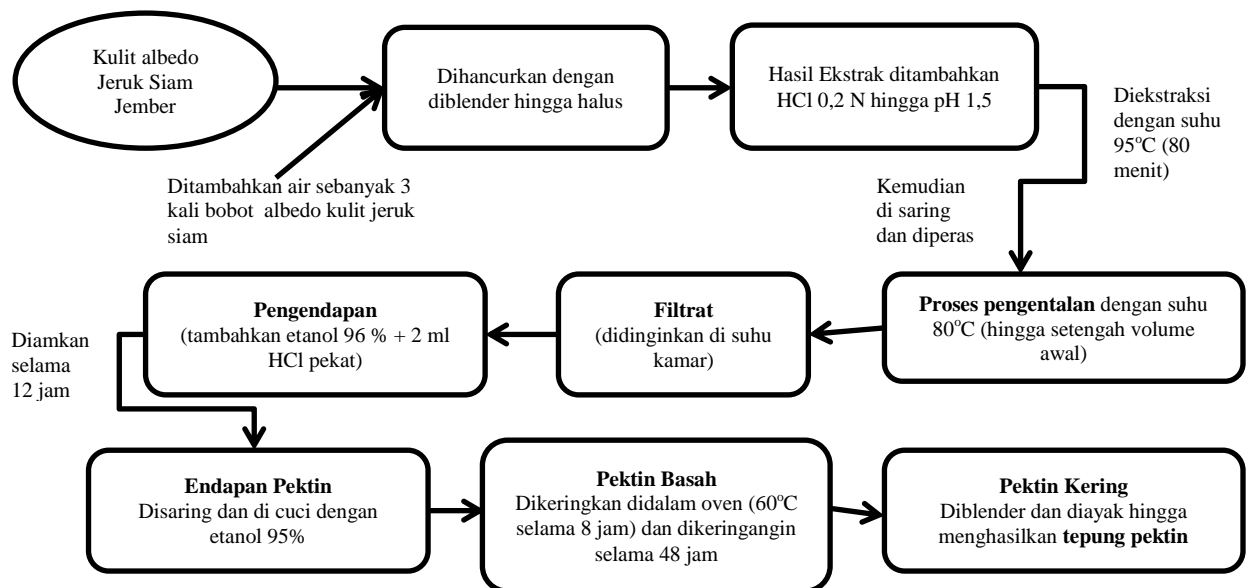 Kulit albedo
Jeruk Siam
Jember
Ditambahkan air sebanyak 3
kali bobot albedo kulit jeruk
siam
Dihancurkan dengan
diblender hingga halus
Hasil Ekstrak ditambahkan
HCl 0,2 N hingga pH 1,5
Diekstraksi
dengan suhu
95°C (80
menit)
Kemudian
di saring
dan diperas
Proses pengentalan dengan suhu
80°C (hingga setengah volume
awal)
Filtrat
(didinginkan di suhu
kamar)
Pengendapan
(tambahkan etanol 96 % + 2 ml
HCl pekat)
Diamkan
selama
12 jam
Endapan Pektin
Disaring dan di cuci dengan
etanol 95%
Pektin Basah
Dikeringkan didalam oven (60°C
selama 8 jam) dan dikeringangin
selama 48 jam
Pektin Kering
Diblender dan diayak hingga
menghasilkan tepung pektin